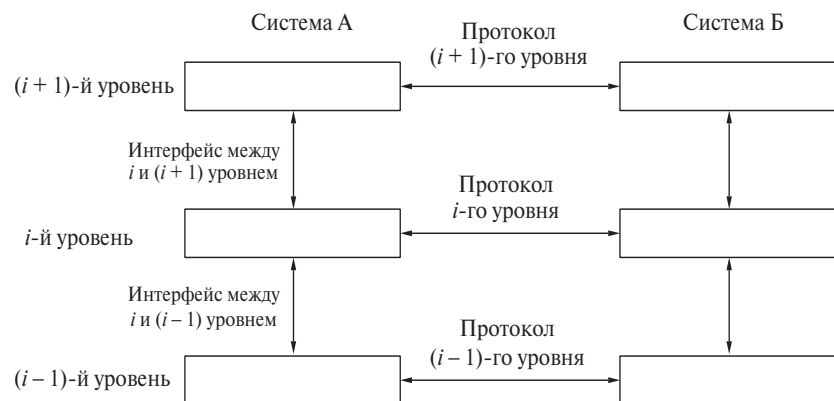 Система А
Система Б
Протокол
(i + 1)-го уровня
(i + 1)-й уровень
Интерфейс между
i и (i + 1) уровнем
Протокол
i-го уровня
i-й уровень
Интерфейс между
i и (i – 1) уровнем
Протокол
(i – 1)-го уровня
(i – 1)-й уровень